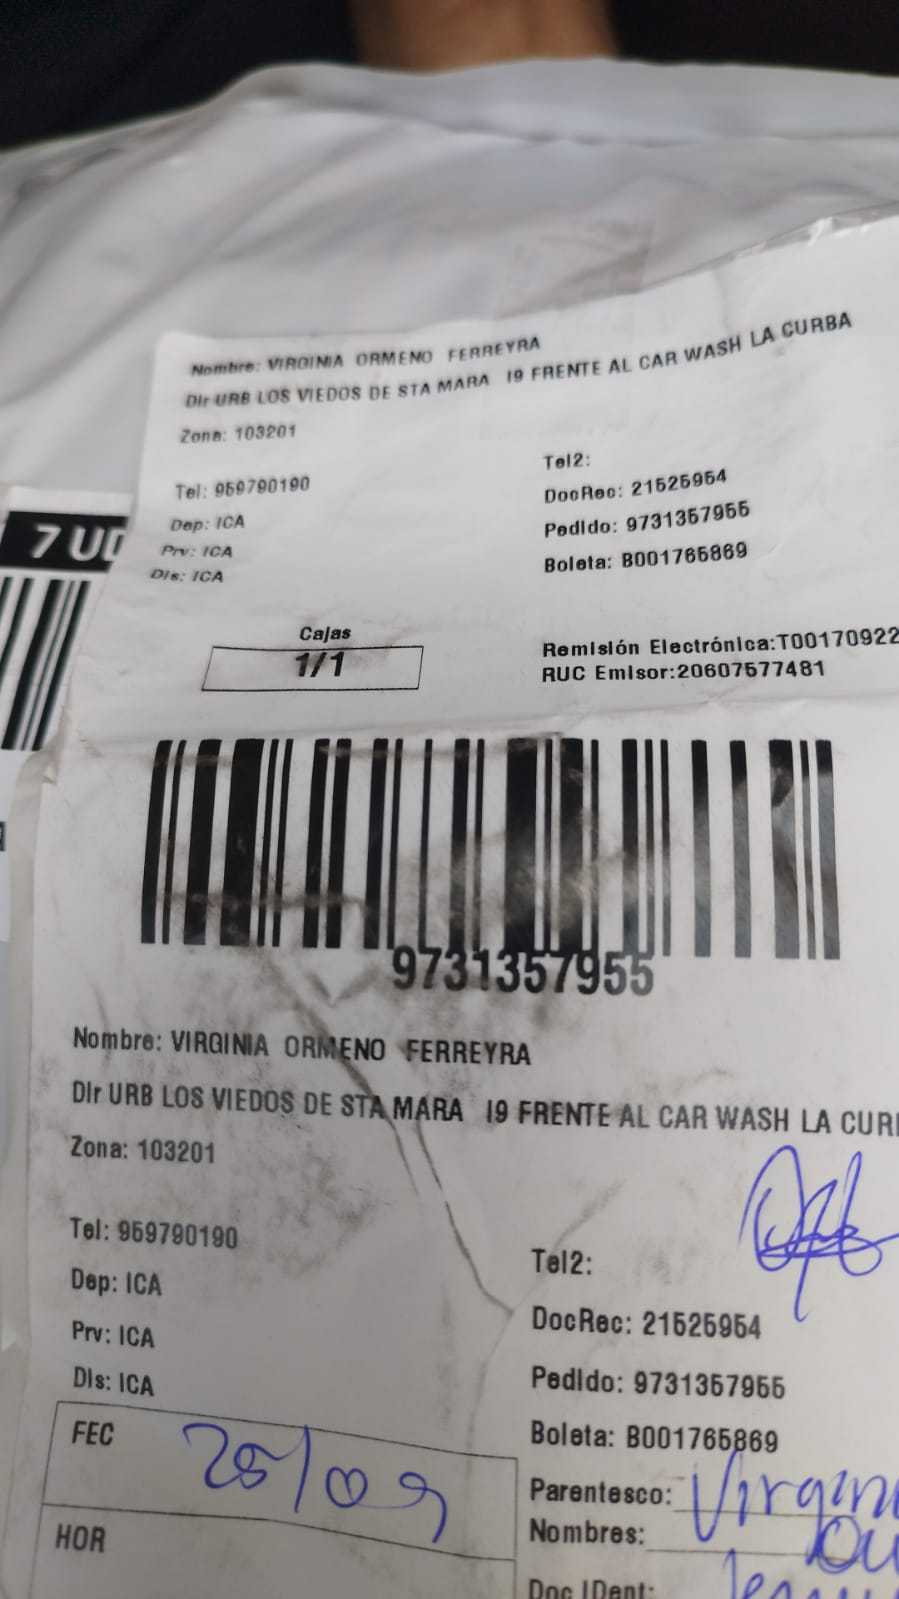 Nombre: VIRGINIA ORMENO FERREYRA
Dir URB LOS VIEDOS DE STA MARA I9 FRENTE AL CAR WASH LA CURBA
Zona: 103201
Tel: 959790190
Tel2:
DocRec: 21525954
Dep: ICA
Pedido: 9731357955
Prv: ICA
Boleta: B001765869
Dis: ICA
7 UD
Cajas
1/1
Remisión Electrónica:T00170922
RUC Emisor:20607577481
9731357955
Nombre: VIRGINIA ORMENO FERREYRA
Dir URB LOS VIEDOS DE STA MARA I9 FRENTE AL CAR WASH LA CURB
Zona: 103201
Tel: 959790190
Tel2:
Dep: ICA
DocRec: 21525954
Prv: ICA
Pedido: 9731357955
Dis: ICA
Boleta: B001765869
FEC 25/09
Parentesco: Virgin
Nombres:
HOR
Doc IDent: